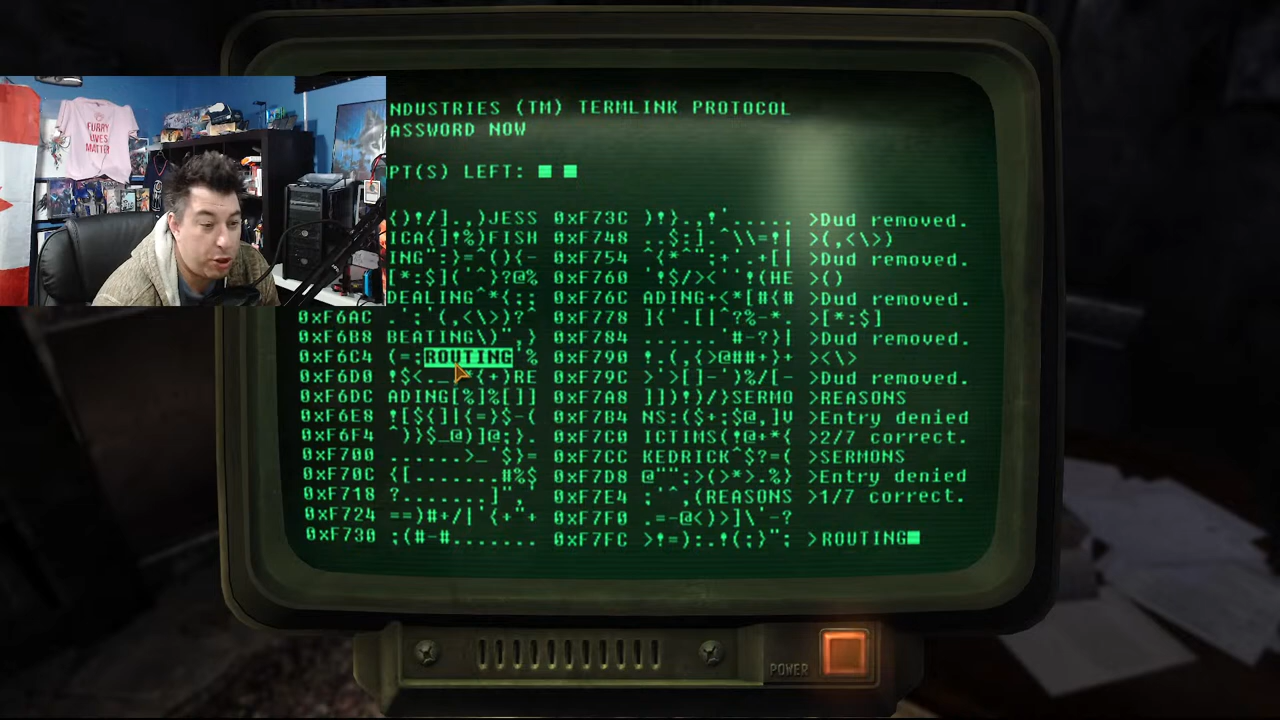 FURRY
LIVES
MATTER
NDUSTRIES (TM) TERMLINK PROTOCOL
ASSWORD NOW
PT(S) LEFT: ■ ■
{)!/].,)JESS 0xF73C )!}.,!'..... >Dud removed.
ICA{]!%)FISH 0xF748 .,$:].^\\=!| >(,<\>)
ING":}=^(){- 0xF754 ^{*^";+'.+[| >Dud removed.
[*:$](`^}?@% 0xF760 '!$/><``!(HE >()
DEALING^*{;; 0xF76C ADING+<*[#{# >Dud removed.
0xF6AC .';'(,<\>)?^ 0xF778 ]{'.[|^?%-*. >[*:$]
0xF6B8 BEATING\)",} 0xF784 ......'#-?}| >Dud removed.
0xF6C4 (=;ROUTING'% 0xF790 !.(,{>@##+}+ ><\>
0xF6D0 !$<._ *{+)RE 0xF79C >'>[]-')%/[- >Dud removed.
0xF6DC ADING[%]%[]] 0xF7A8 ]])!)/}SERMO >REASONS
0xF6E8 ![${]|{=}$-( 0xF7B4 NS:($+;$@,]V >Entry denied
0xF6F4 ^)}$_@)]@;}. 0xF7C0 ICTIMS(!@+*{ >2/7 correct.
0xF700 ......>_'$}= 0xF7CC KEDRICK^$?=( >SERMONS
0xF70C {[.......#%$ 0xF7D8 @"":>(>*>.%} >Entry denied
0xF718 ?.......]", 0xF7E4 ;'^,(REASONS >1/7 correct.
0xF724 ==)#+/|'{+"+ 0xF7F0 .=-@<)>]\'-?
0xF730 ;(#-#....... 0xF7FC >!=):.!(;}"; >ROUTING■
POWER